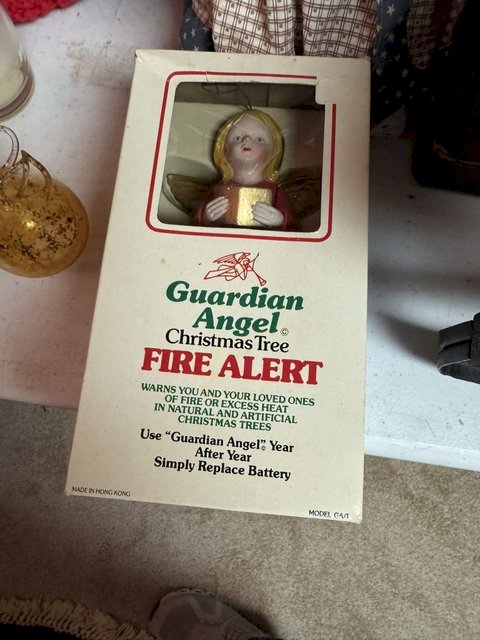 Guardian
Angel©
Christmas Tree
FIRE ALERT
WARNS YOU AND YOUR LOVED ONES
OF FIRE OR EXCESS HEAT
IN NATURAL AND ARTIFICIAL
CHRISTMAS TREES
Use "Guardian Angel"© Year
After Year
Simply Replace Battery
MADE IN HONG KONG
MODEL GA/1